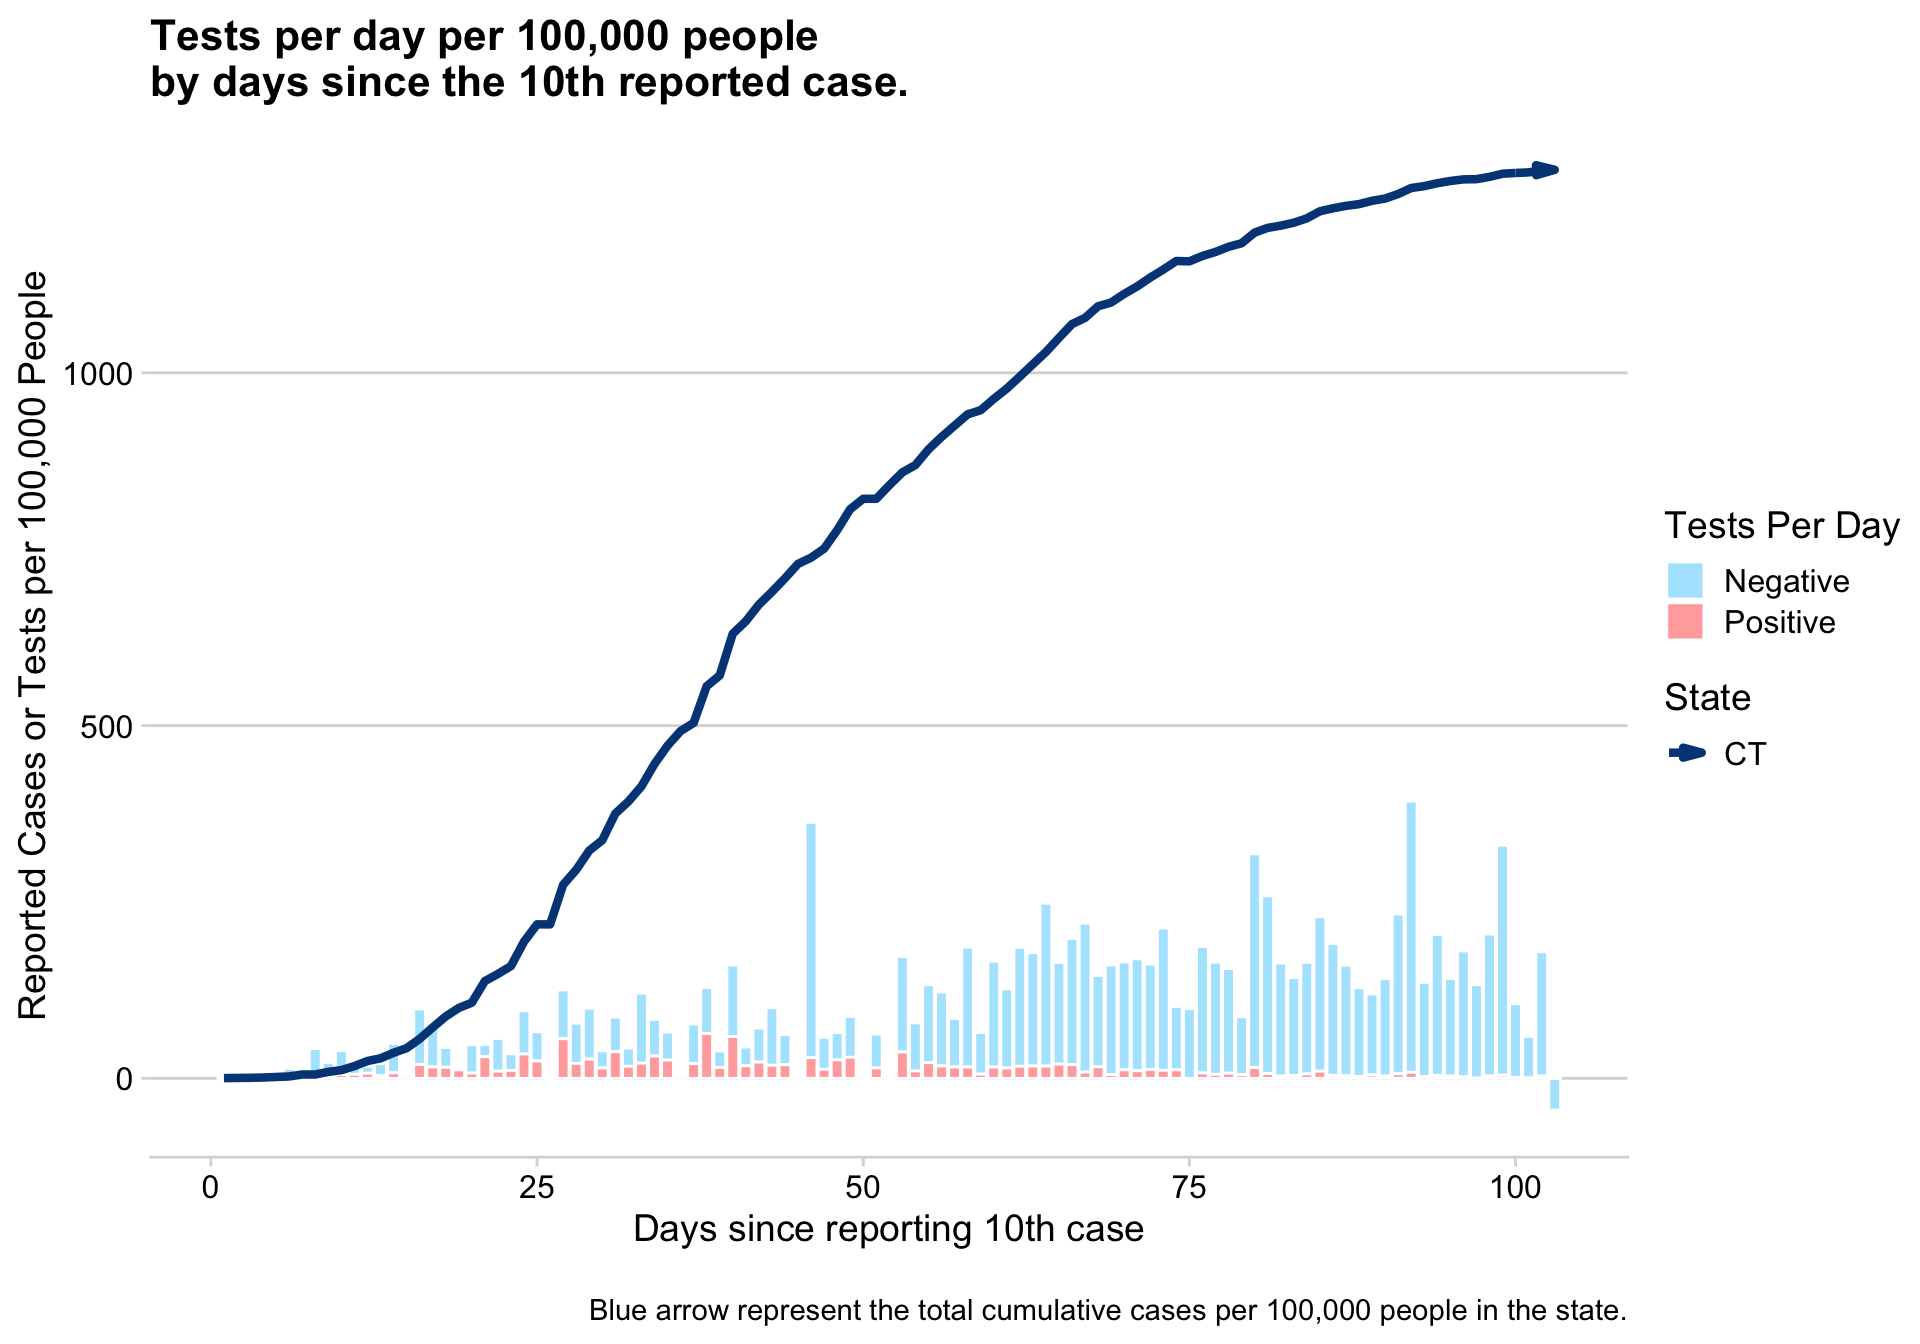 Tests per day per 100,000 people
by days since the 10th reported case.
Reported Cases or Tests per 100,000 People
1000
500
0
0
25
50
75
100
Days since reporting 10th case
Tests Per Day
Negative
Positive
State
CT
Blue arrow represent the total cumulative cases per 100,000 people in the state.